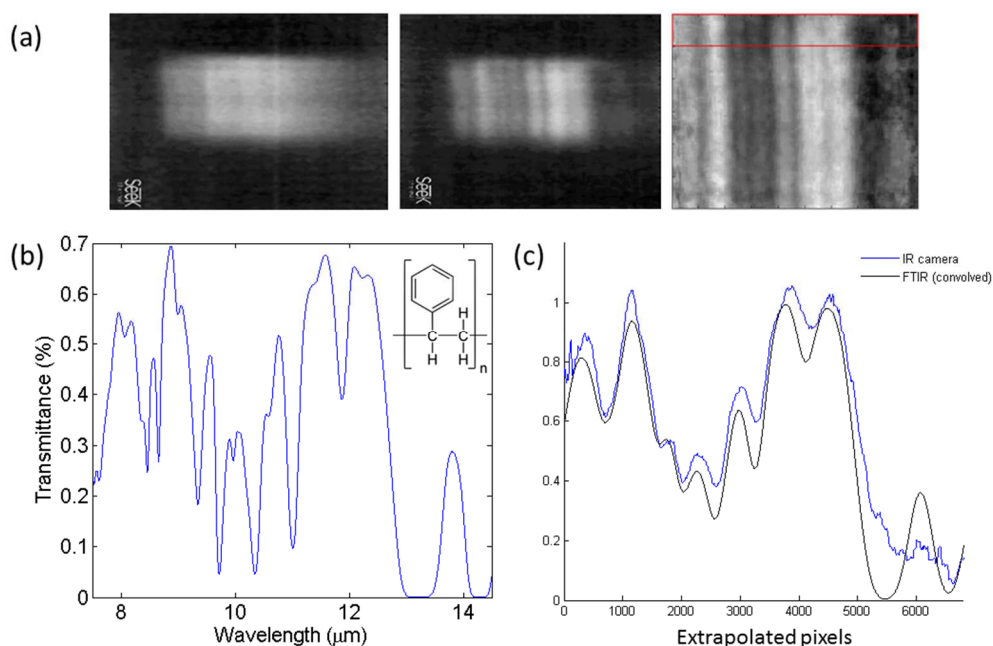 (a)
seek
seek
(b)
0.7
0.6
0.5
0.4
0.3
0.2
0.1
0
8
10
12
14
Transmittance (%)
Wavelength (μm)
H
C
C
H
H
n
(c)
IR camera
FTIR (convolved)
1
0.8
0.6
0.4
0.2
0
0
1000
2000
3000
4000
5000
6000
Extrapolated pixels